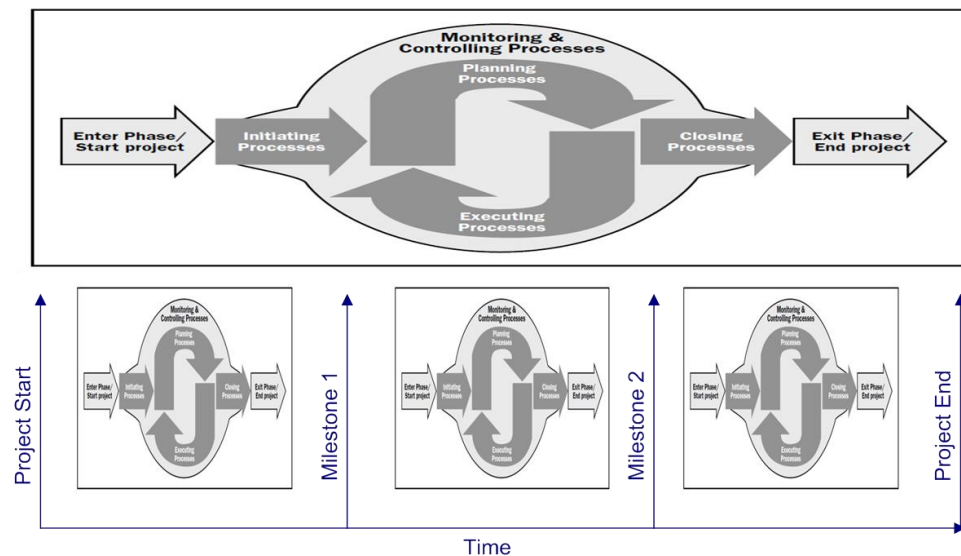 Monitoring &
Controlling Processes
Planning
Processes
Enter Phase/
Start project
Initiating
Processes
Closing
Processes
Exit Phase/
End project
Executing
Processes
Project Start
Monitoring &
Controlling Processes
Planning
Processes
Enter Phase/
Start project
Initiating
Processes
Closing
Processes
Exit Phase/
End project
Executing
Processes
Milestone 1
Monitoring &
Controlling Processes
Planning
Processes
Enter Phase/
Start project
Initiating
Processes
Closing
Processes
Exit Phase/
End project
Executing
Processes
Milestone 2
Monitoring &
Controlling Processes
Planning
Processes
Enter Phase/
Start project
Initiating
Processes
Closing
Processes
Exit Phase/
End project
Executing
Processes
Project End
Time